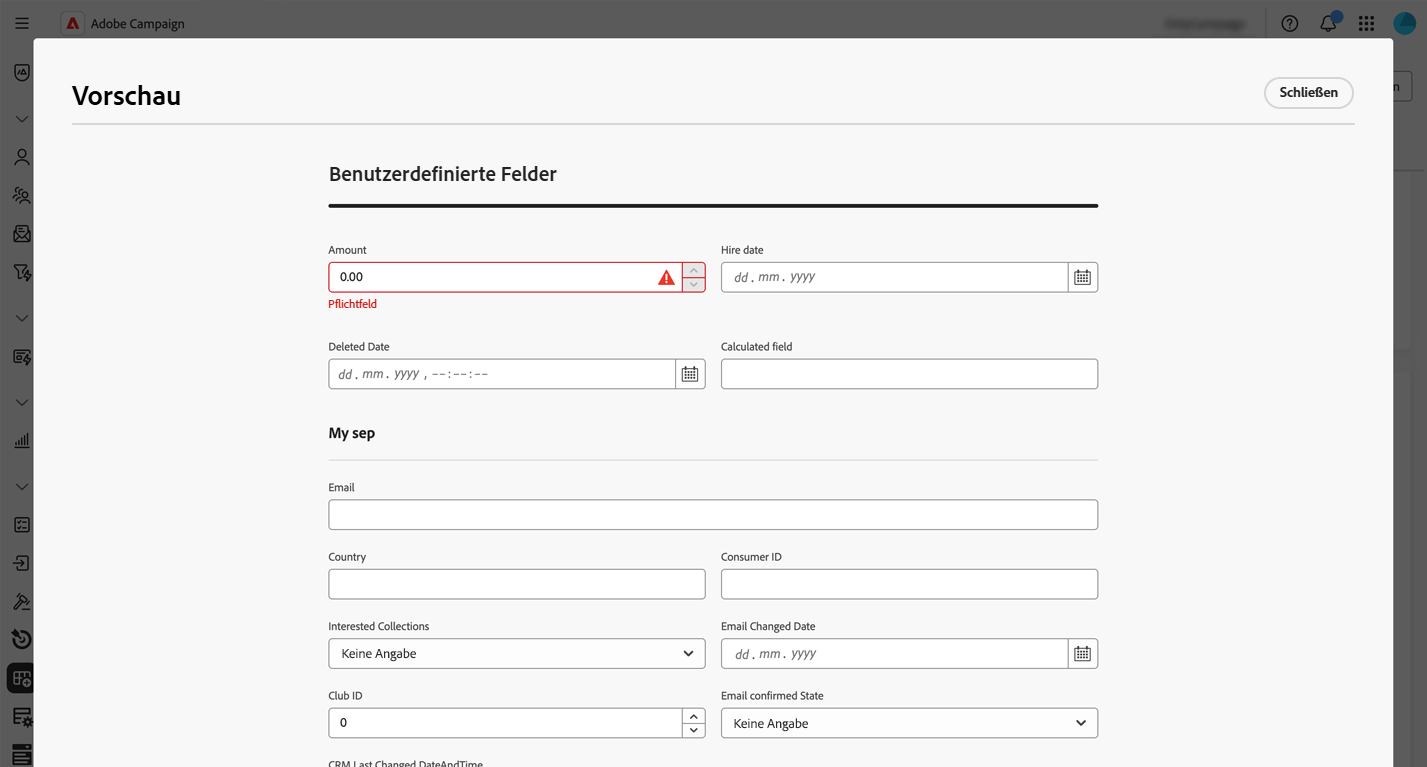 Adobe Campaign
n
Vorschau
Schließen
Benutzerdefinierte Felder
Amount
Hire date
0.00
dd . mm . yyyy
Pflichtfeld
Deleted Date
Calculated field
dd . mm . yyyy , --:--:--
My sep
Email
Country
Consumer ID
Interested Collections
Email Changed Date
Keine Angabe
dd . mm . yyyy
Club ID
Email confirmed State
0
Keine Angabe
CRM Last Changed DateAndTime